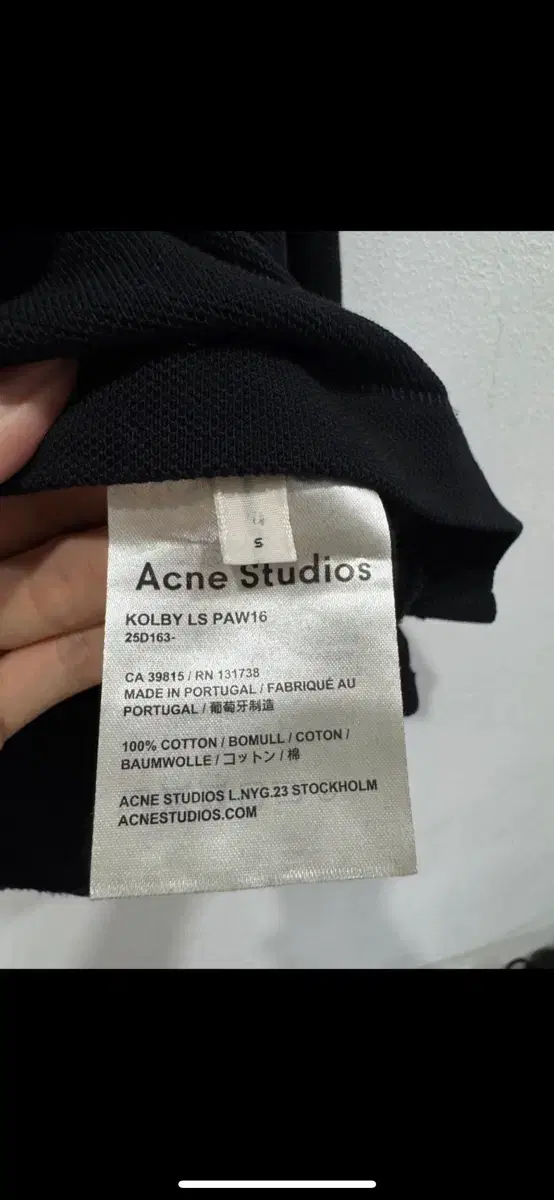 S
Acne Studios
KOLBY LS PAW16
25D163-
CA 39815 / RN 131738
MADE IN PORTUGAL / FABRIQUÉ AU
PORTUGAL / 葡萄牙制造
100% COTTON / BOMULL / COTON /
BAUMWOLLE / コットン / 棉
ACNE STUDIOS L.NYG.23 STOCKHOLM
ACNESTUDIOS.COM